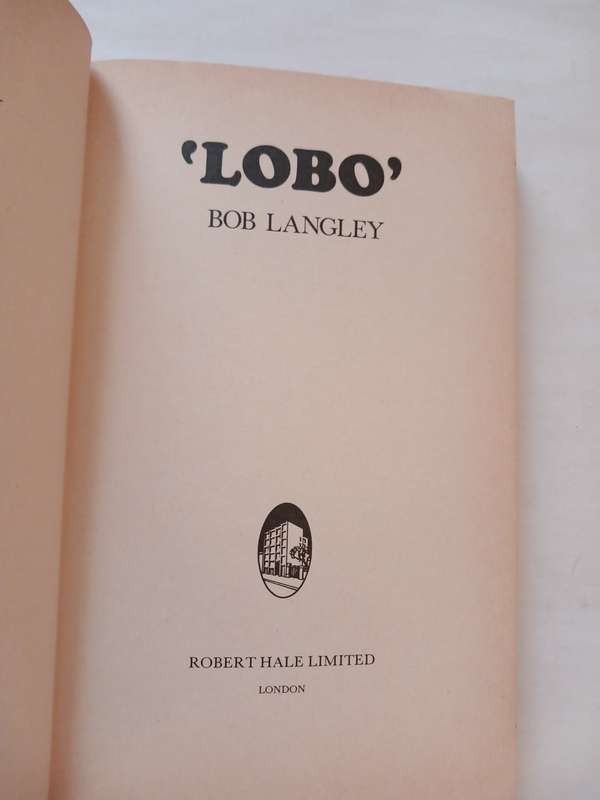 ‘LOBO’
BOB LANGLEY
ROBERT HALE LIMITED
LONDON